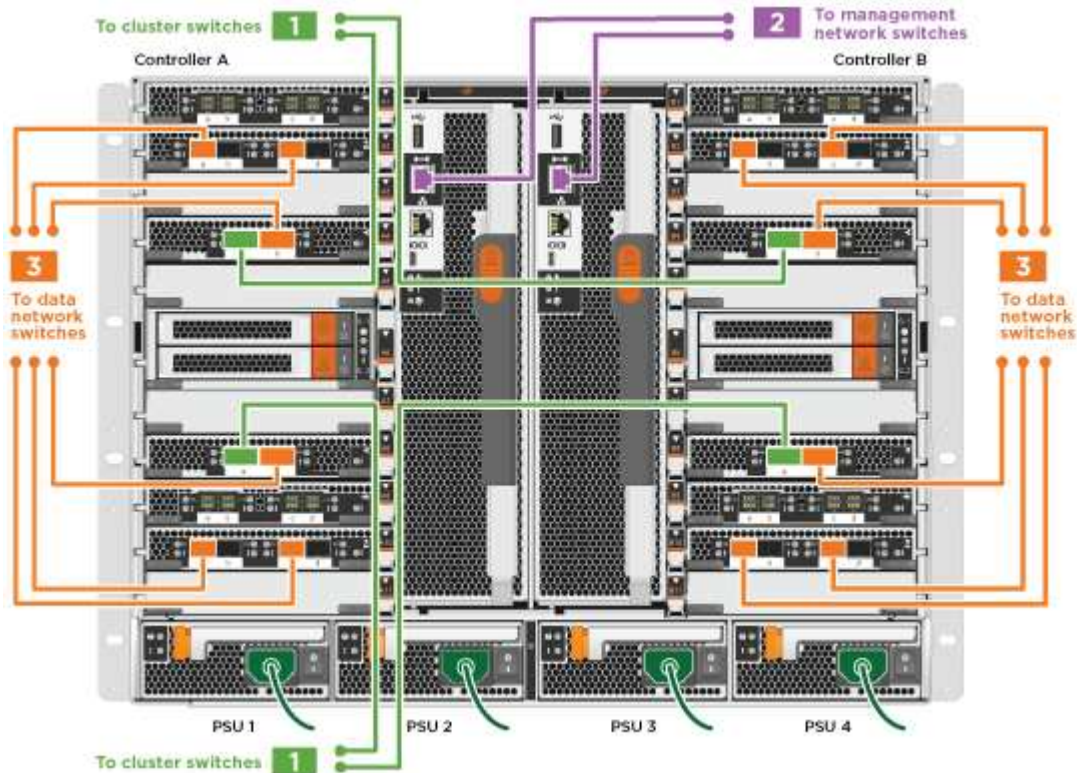 To cluster switches 1
2 To management
network switches
Controller A
Controller B
3
To data
network
switches
3
To data
network
switches
PSU 1
PSU 2
PSU 3
PSU 4
To cluster switches 1